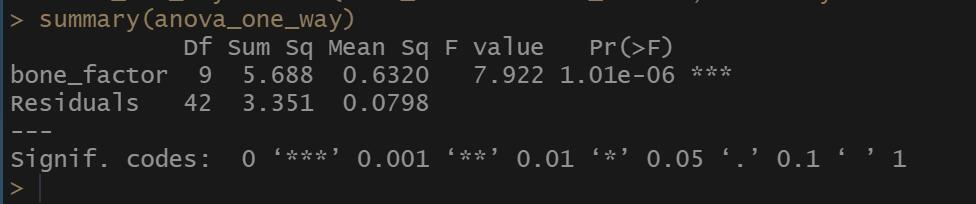 > summary(anova_one_way)
            Df Sum Sq Mean Sq F value   Pr(>F)
bone_factor  9  5.688  0.6320   7.922 1.01e-06 ***
Residuals   42  3.351  0.0798
---
Signif. codes:  0 ‘***’ 0.001 ‘**’ 0.01 ‘*’ 0.05 ‘.’ 0.1 ‘ ’ 1
>